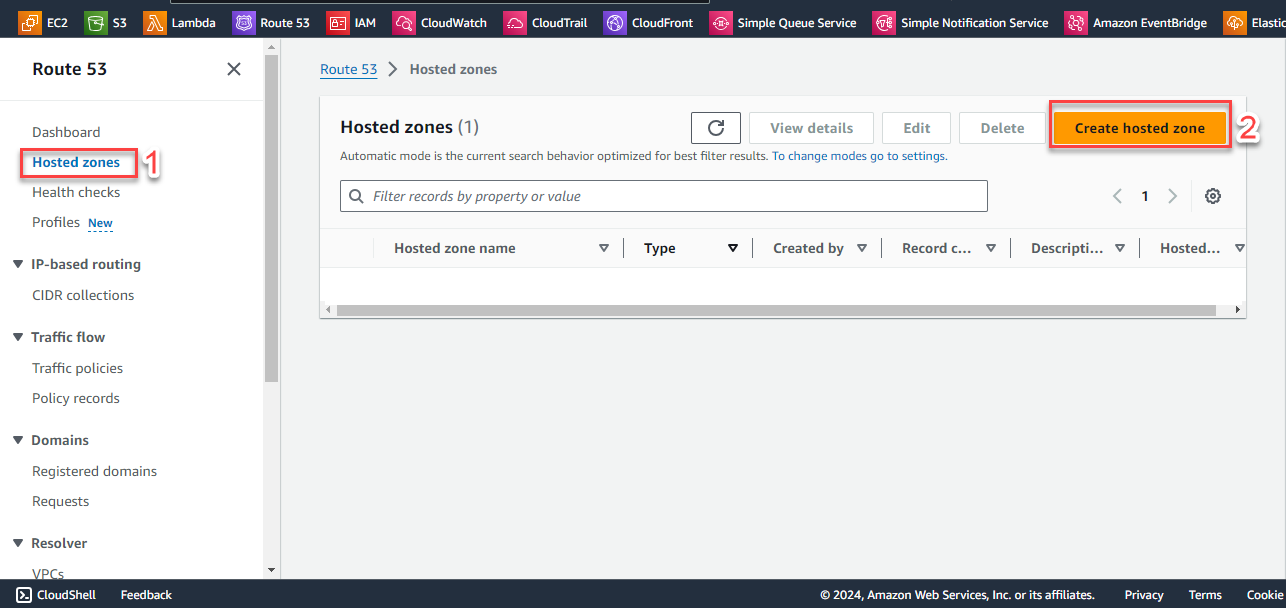 EC2 S3 Lambda Route 53 IAM CloudWatch CloudTrail CloudFront Simple Queue Service Simple Notification Service Amazon EventBridge Elastic
Route 53
Dashboard
Hosted zones 1
Health checks
Profiles New
IP-based routing
CIDR collections
Traffic flow
Traffic policies
Policy records
Domains
Registered domains
Requests
Resolver
VPCs
Route 53 Hosted zones
Hosted zones (1) View details Edit Delete Create hosted zone 2
Automatic mode is the current search behavior optimized for best filter results. To change modes go to settings.
Filter records by property or value 1
Hosted zone name Type Created by Record c... Descripti... Hosted...
CloudShell Feedback © 2024, Amazon Web Services, Inc. or its affiliates. Privacy Terms Cookie